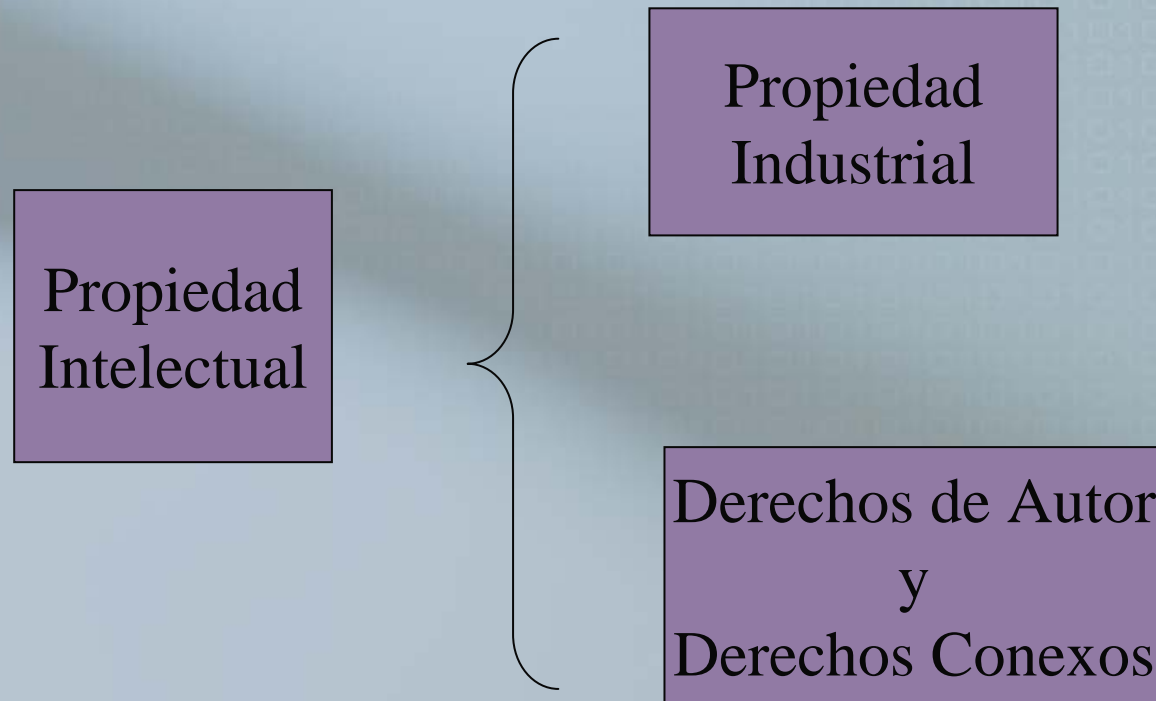 Propiedad
Intelectual
Propiedad
Industrial
Derechos de Autor
y
Derechos Conexos